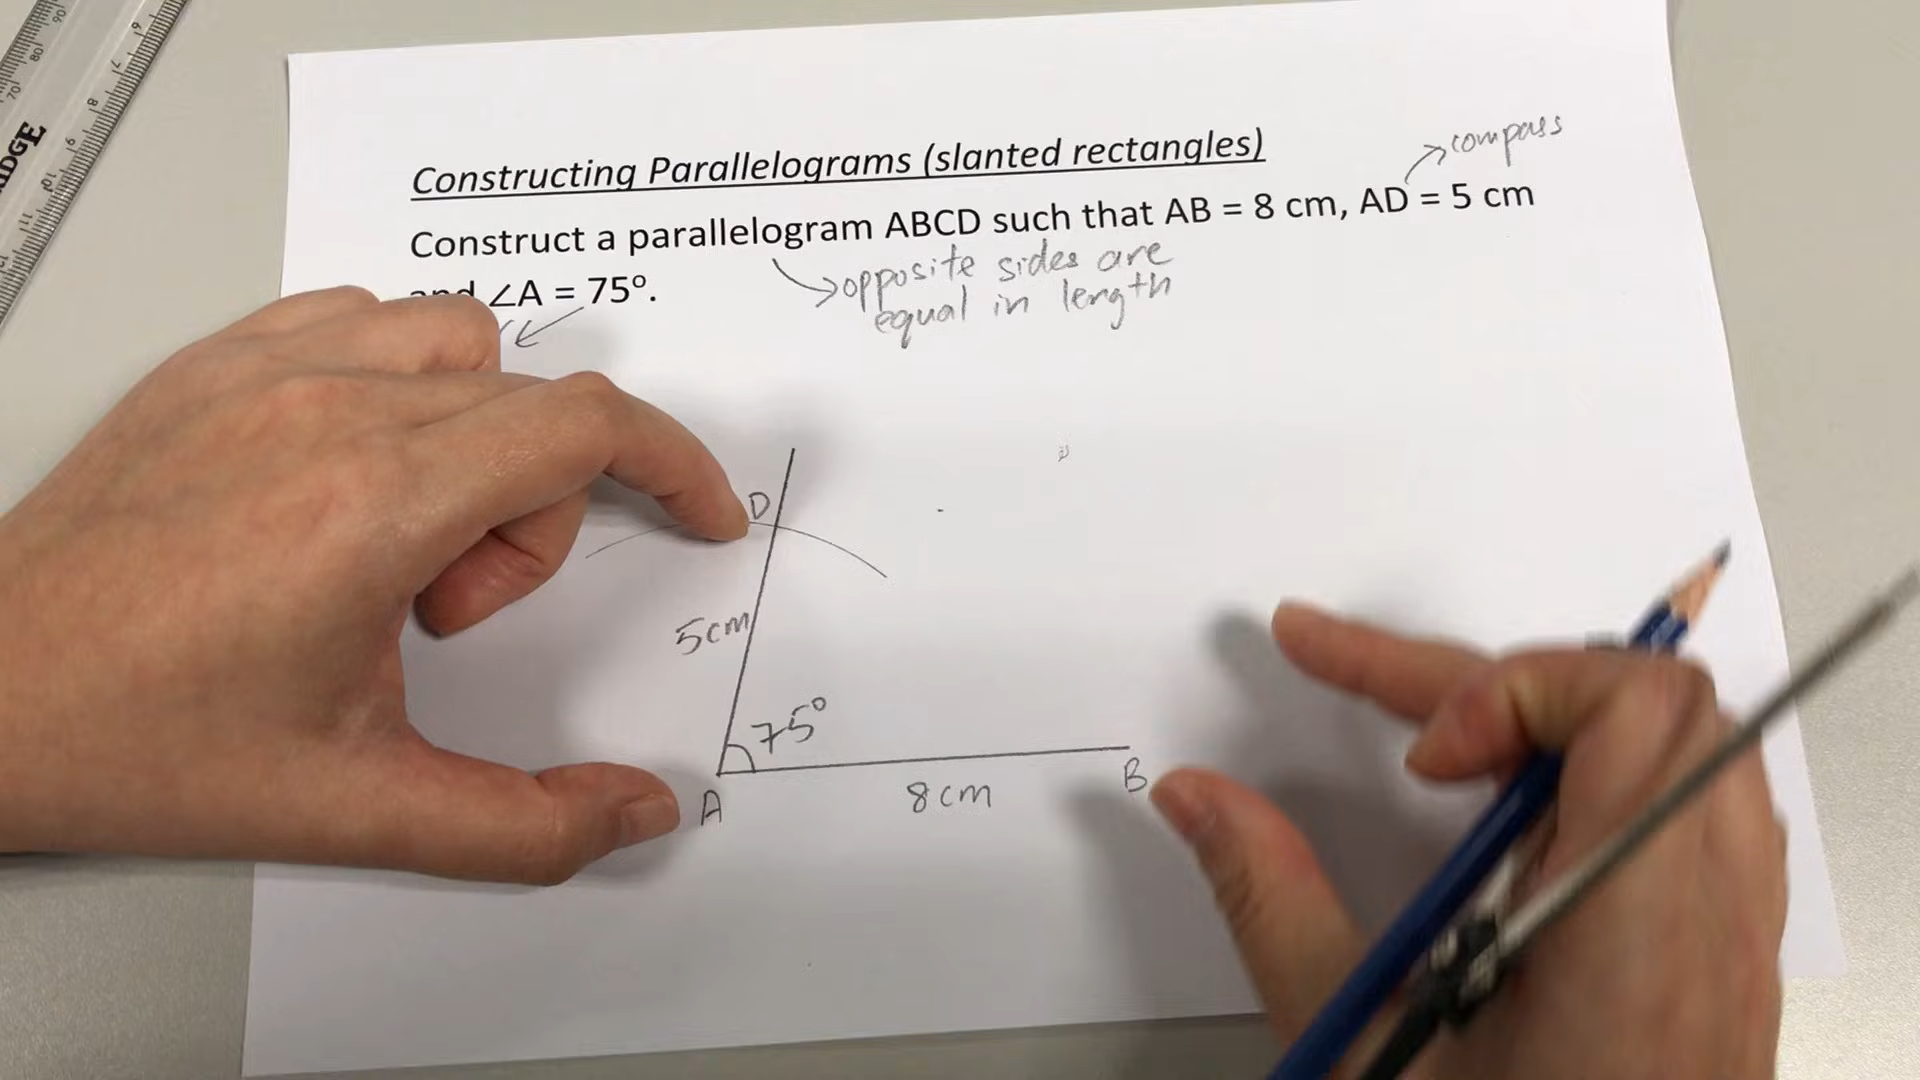 Constructing Parallelograms (slanted rectangles)
compass
Construct a parallelogram ABCD such that AB = 8 cm, AD = 5 cm
and ∠A = 75°.
opposite sides are
equal in length
D
5cm
75°
A
8cm
B